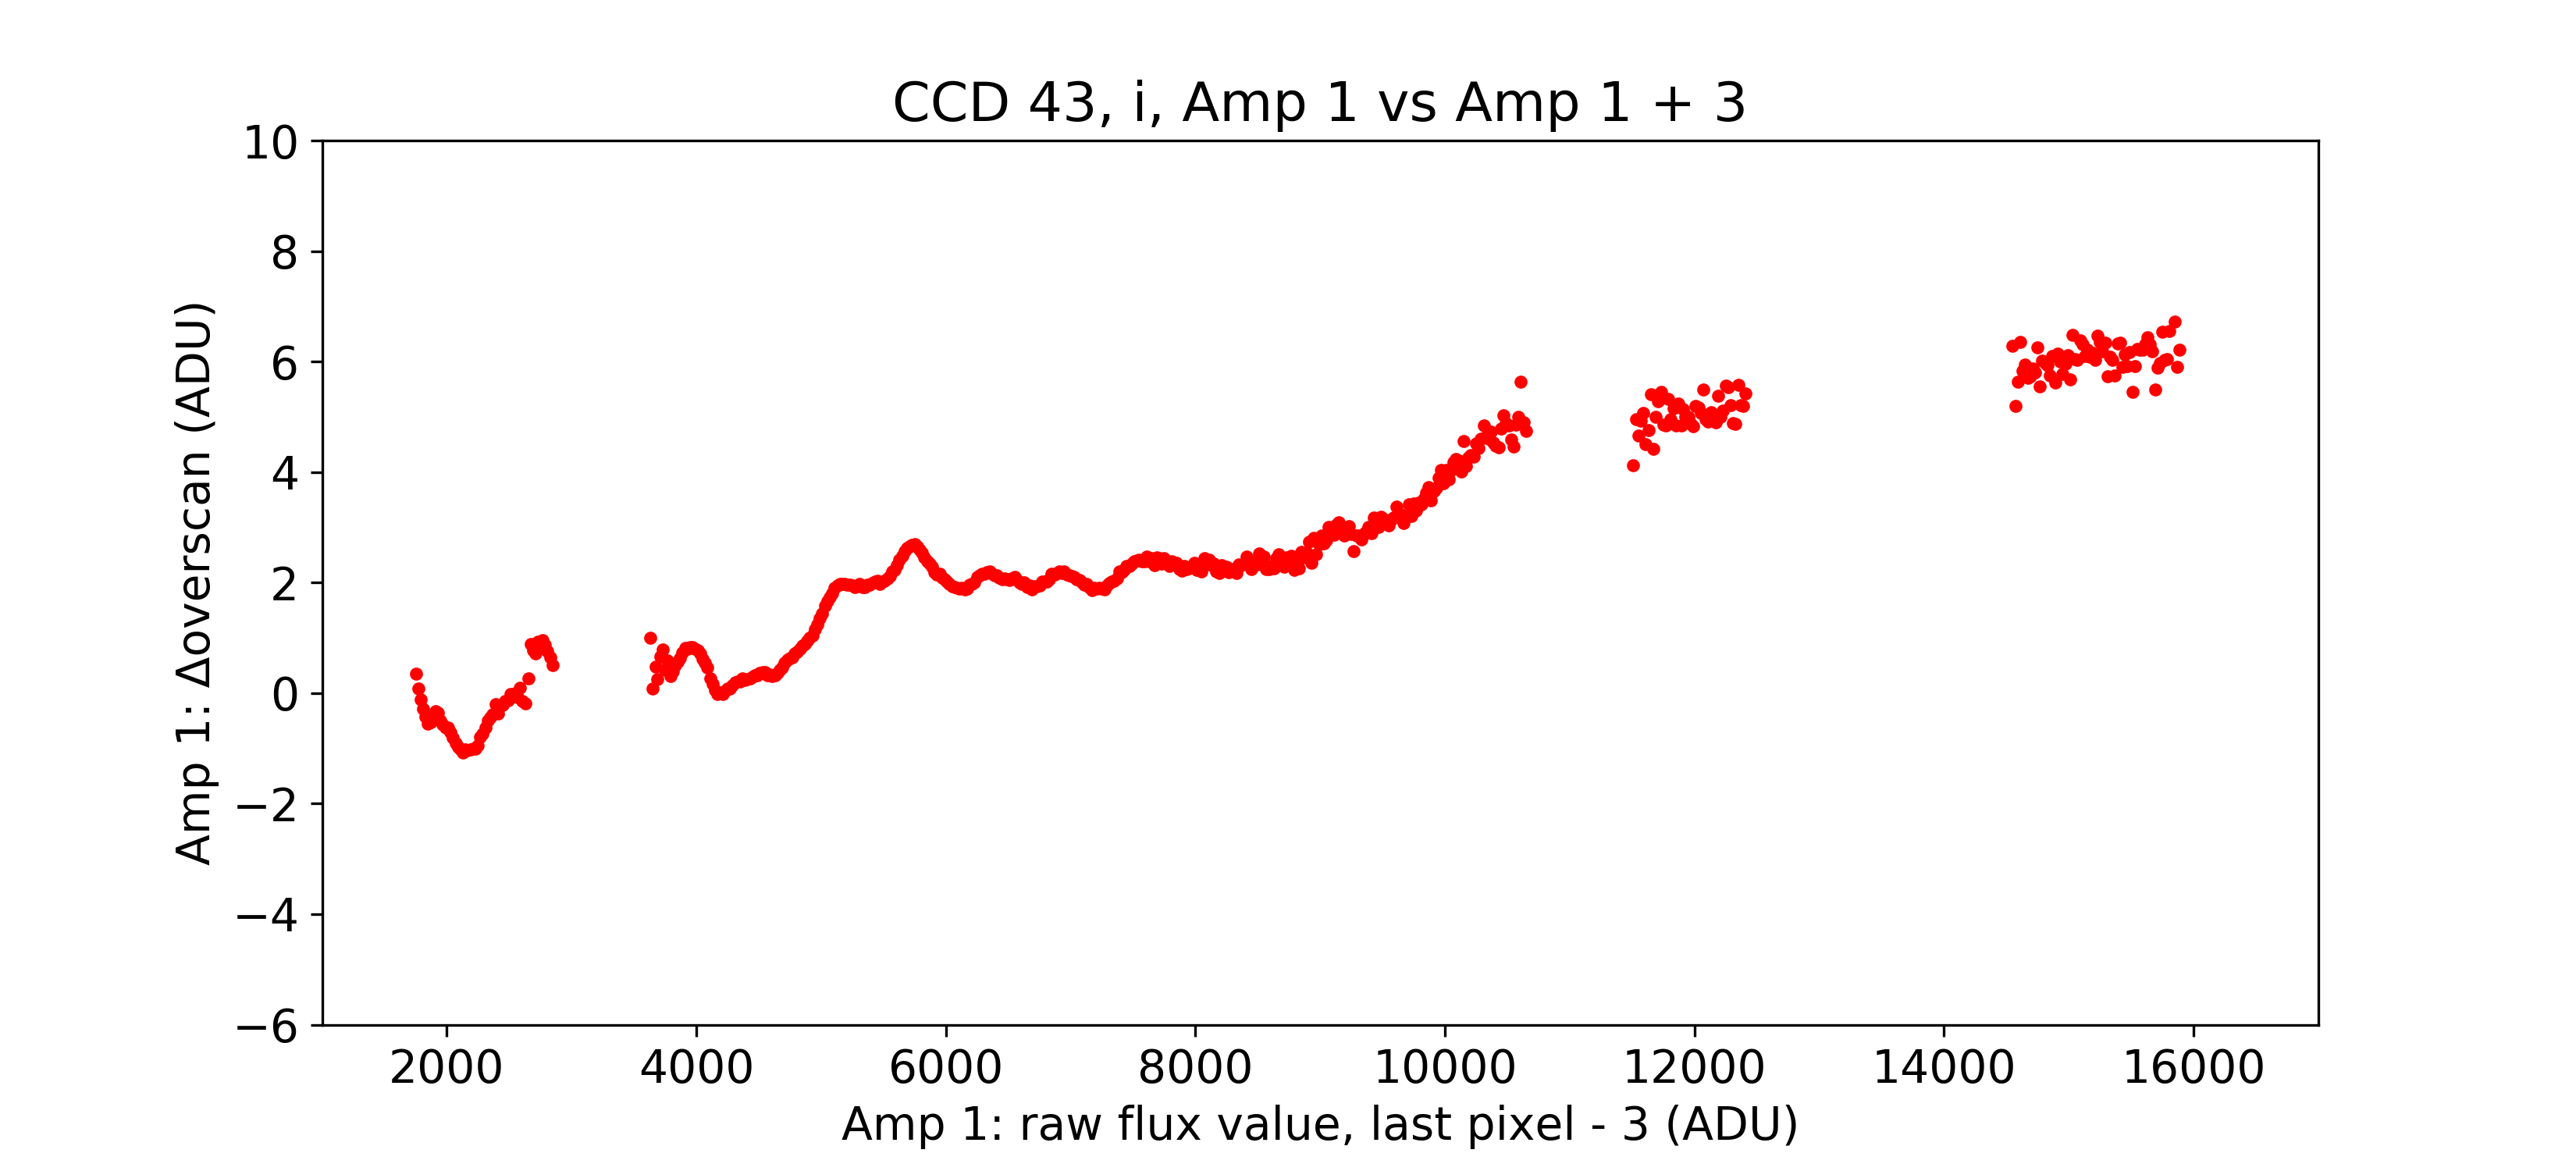 CCD 43, i, Amp 1 vs Amp 1 + 3
10
8
6
4
2
0
−2
−4
−6
Amp 1: Δoverscan (ADU)
2000 4000 6000 8000 10000 12000 14000 16000
Amp 1: raw flux value, last pixel - 3 (ADU)